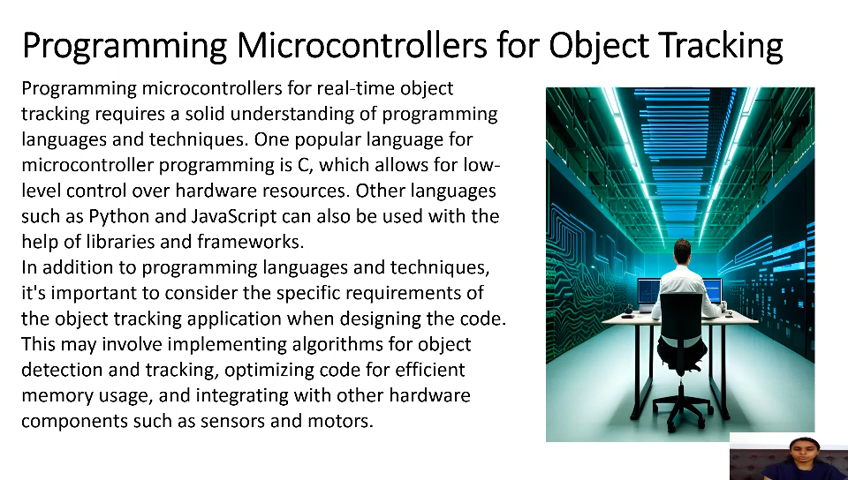 Programming Microcontrollers for Object Tracking
Programming microcontrollers for real-time object
tracking requires a solid understanding of programming
languages and techniques. One popular language for
microcontroller programming is C, which allows for low-
level control over hardware resources. Other languages
such as Python and JavaScript can also be used with the
help of libraries and frameworks.
In addition to programming languages and techniques,
it's important to consider the specific requirements of
the object tracking application when designing the code.
This may involve implementing algorithms for object
detection and tracking, optimizing code for efficient
memory usage, and integrating with other hardware
components such as sensors and motors.